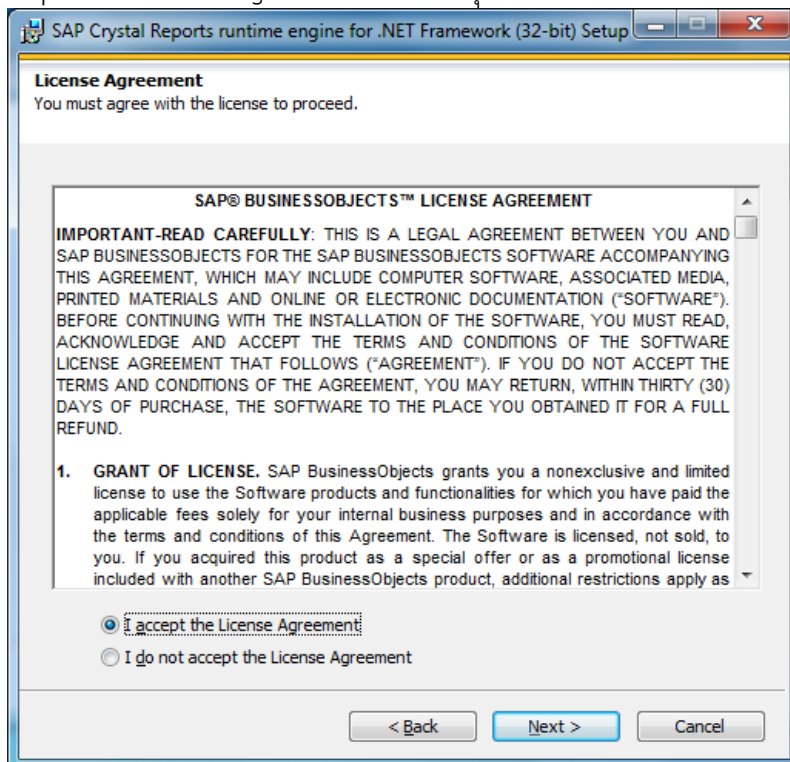 SAP Crystal Reports runtime engine for .NET Framework (32-bit) Setup
License Agreement
You must agree with the license to proceed.
SAP® BUSINESSOBJECTS™ LICENSE AGREEMENT
IMPORTANT-READ CAREFULLY: THIS IS A LEGAL AGREEMENT BETWEEN YOU AND
SAP BUSINESSOBJECTS FOR THE SAP BUSINESSOBJECTS SOFTWARE ACCOMPANYING
THIS AGREEMENT, WHICH MAY INCLUDE COMPUTER SOFTWARE, ASSOCIATED MEDIA,
PRINTED MATERIALS AND ONLINE OR ELECTRONIC DOCUMENTATION (“SOFTWARE”).
BEFORE CONTINUING WITH THE INSTALLATION OF THE SOFTWARE, YOU MUST READ,
ACKNOWLEDGE AND ACCEPT THE TERMS AND CONDITIONS OF THE SOFTWARE
LICENSE AGREEMENT THAT FOLLOWS (“AGREEMENT”). IF YOU DO NOT ACCEPT THE
TERMS AND CONDITIONS OF THE AGREEMENT, YOU MAY RETURN, WITHIN THIRTY (30)
DAYS OF PURCHASE, THE SOFTWARE TO THE PLACE YOU OBTAINED IT FOR A FULL
REFUND.
1. GRANT OF LICENSE. SAP BusinessObjects grants you a nonexclusive and limited
license to use the Software products and functionalities for which you have paid the
applicable fees solely for your internal business purposes and in accordance with
the terms and conditions of this Agreement. The Software is licensed, not sold, to
you. If you acquired this product as a special offer or as a promotional license
included with another SAP BusinessObjects product, additional restrictions apply as
I accept the License Agreement
I do not accept the License Agreement
< Back
Next >
Cancel